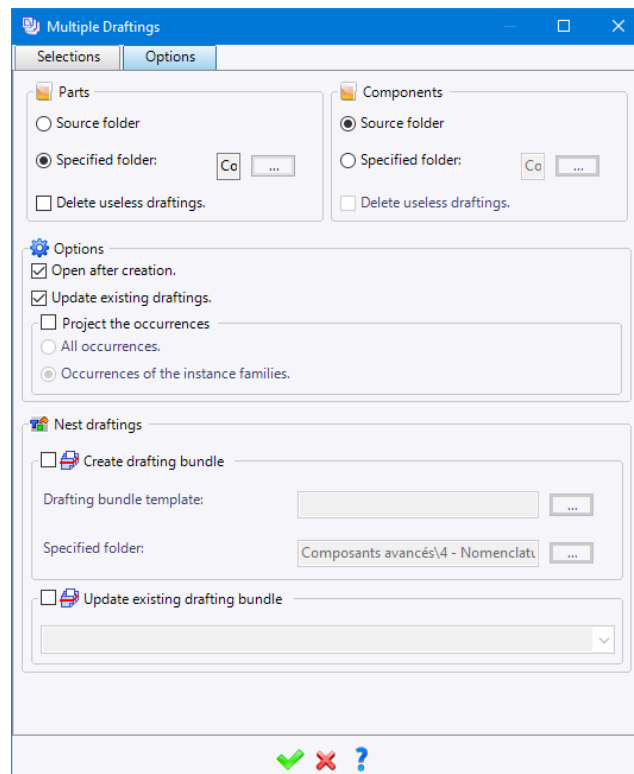 Multiple Draftings
Selections Options
Parts
Source folder
Specified folder: Co ...
Delete useless draftings.
Components
Source folder
Specified folder: Co ...
Delete useless draftings.
Options
Open after creation.
Update existing draftings.
Project the occurrences
All occurrences.
Occurrences of the instance families.
Nest draftings
Create drafting bundle
Drafting bundle template: ...
Specified folder: Composants avancés\4 - Nomenclatu ...
Update existing drafting bundle